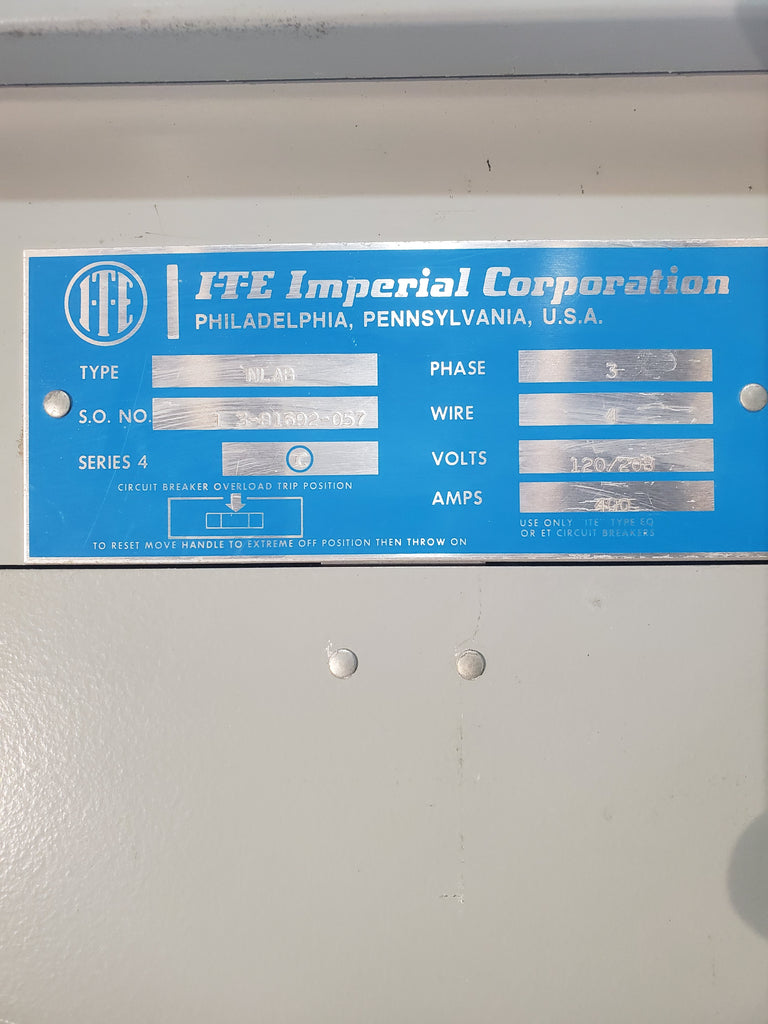 I-T-E
I-T-E Imperial Corporation
PHILADELPHIA, PENNSYLVANIA, U.S.A.
TYPE NLAB
S.O. NO.
SERIES 4
CIRCUIT BREAKER OVERLOAD TRIP POSITION
TO RESET MOVE HANDLE TO EXTREME OFF POSITION THEN THROW ON
PHASE 3
WIRE 4
VOLTS 120/208
AMPS 400
USE ONLY "ITE" TYPE EQ
OR ET CIRCUIT BREAKERS